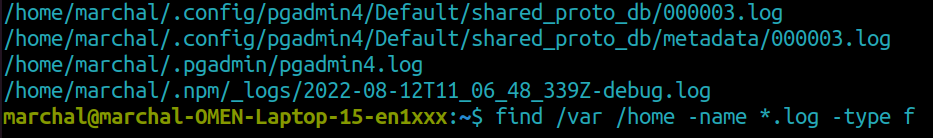 /home/marchal/.config/pgadmin4/Default/shared_proto_db/000003.log
/home/marchal/.config/pgadmin4/Default/shared_proto_db/metadata/000003.log
/home/marchal/.pgadmin/pgadmin4.log
/home/marchal/.npm/_logs/2022-08-12T11_06_48_339Z-debug.log
marchal@marchal-OMEN-Laptop-15-en1xxx:~$ find /var /home -name *.log -type f